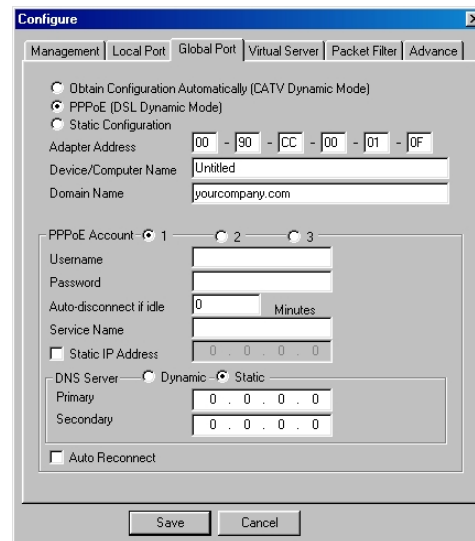 Configure
Management Local Port Global Port Virtual Server Packet Filter Advance
Obtain Configuration Automatically (CATV Dynamic Mode)
PPPoE (DSL Dynamic Mode)
Static Configuration
Adapter Address 00 - 90 - CC - 00 - 01 - 0F
Device/Computer Name Untitled
Domain Name yourcompany.com
PPPoE Account 1 2 3
Username
Password
Auto-disconnect if idle 0 Minutes
Service Name
Static IP Address 0 . 0 . 0 . 0
DNS Server Dynamic Static
Primary 0 . 0 . 0 . 0
Secondary 0 . 0 . 0 . 0
Auto Reconnect
Save Cancel